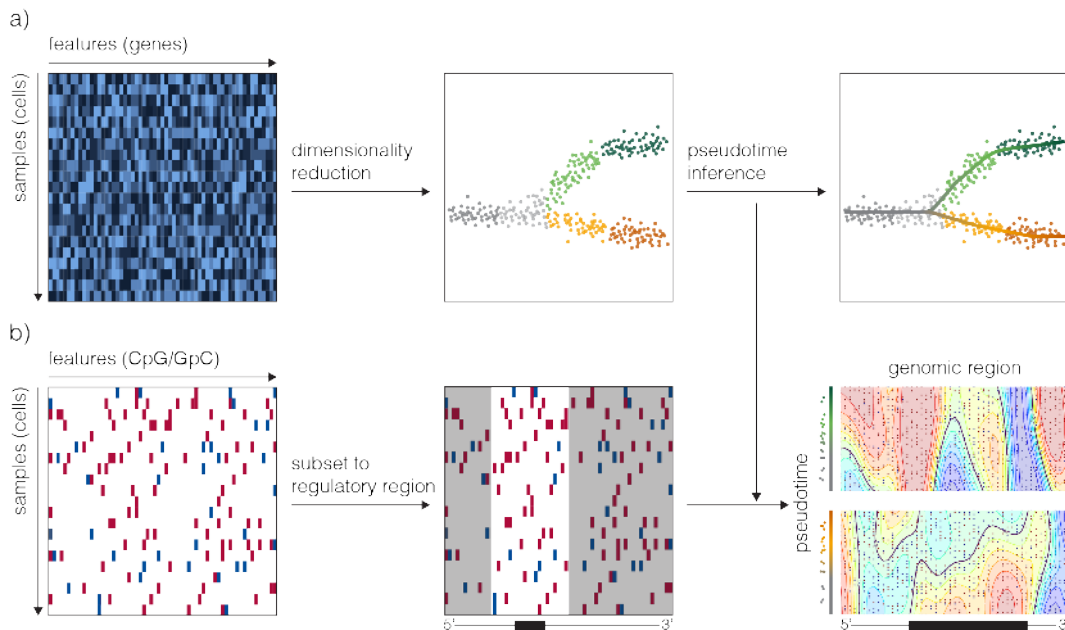 a)
features (genes)
samples (cells)
dimensionality
reduction
pseudotime
inference
b)
features (CpG/GpC)
samples (cells)
subset to
regulatory region
5'
3'
genomic region
pseudotime
5'
3'